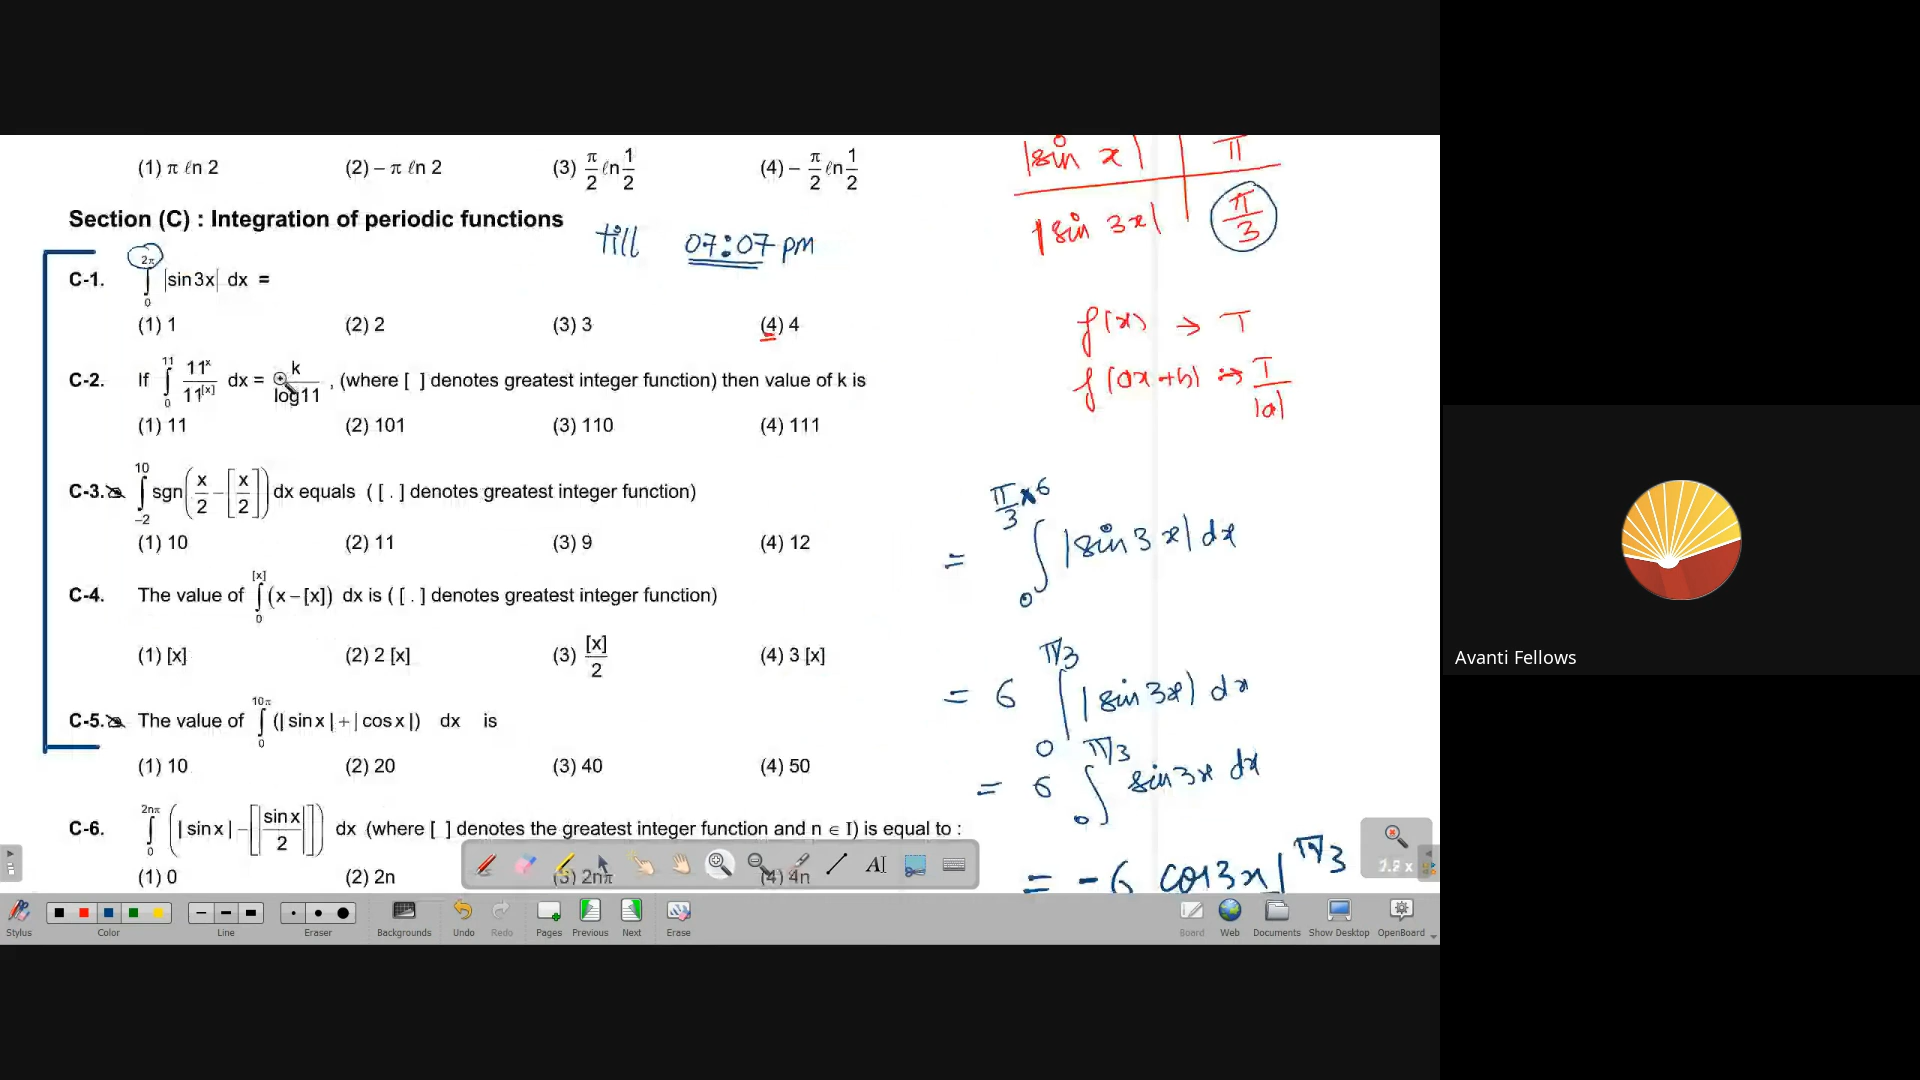 (1) π ℓn 2 (2) – π ℓn 2 (3) π/2 ℓn 1/2 (4) – π/2 ℓn 1/2
Section (C) : Integration of periodic functions
till 07:07 pm
C-1. ∫₀^{2π} |sin3x| dx =
(1) 1 (2) 2 (3) 3 (4) 4
C-2. If ∫₀^{11} 11^x/11^{[x]} dx = k/log11 , (where [ ] denotes greatest integer function) then value of k is
(1) 11 (2) 101 (3) 110 (4) 111
C-3. ∫_{–2}^{10} sgn(x/2 – [x/2]) dx equals ( [ . ] denotes greatest integer function)
(1) 10 (2) 11 (3) 9 (4) 12
C-4. The value of ∫₀^{[x]} (x – [x]) dx is ( [ . ] denotes greatest integer function)
(1) [x] (2) 2 [x] (3) [x]/2 (4) 3 [x]
C-5. The value of ∫₀^{10π} (| sin x | + | cos x |) dx is
(1) 10 (2) 20 (3) 40 (4) 50
C-6. ∫₀^{2nπ} (| sin x | – [| sin x/2 |]) dx (where [ ] denotes the greatest integer function and n ∈ I) is equal to :
(1) 0 (2) 2n (3) 2nπ (4) 4n
|sin x| π
|sin 3x| π/3
f(x) → T
f(ax+b) → T/|a|
= ∫₀^{π/3 × 6} |sin 3x| dx
= 6 ∫₀^{π/3} |sin 3x| dx
= 6 ∫₀^{π/3} sin 3x dx
= -6 cos 3x |^{π/3}
Avanti Fellows
Stylus Color Line Eraser Backgrounds Undo Redo Pages Previous Next Erase Board Web Documents Show Desktop OpenBoard